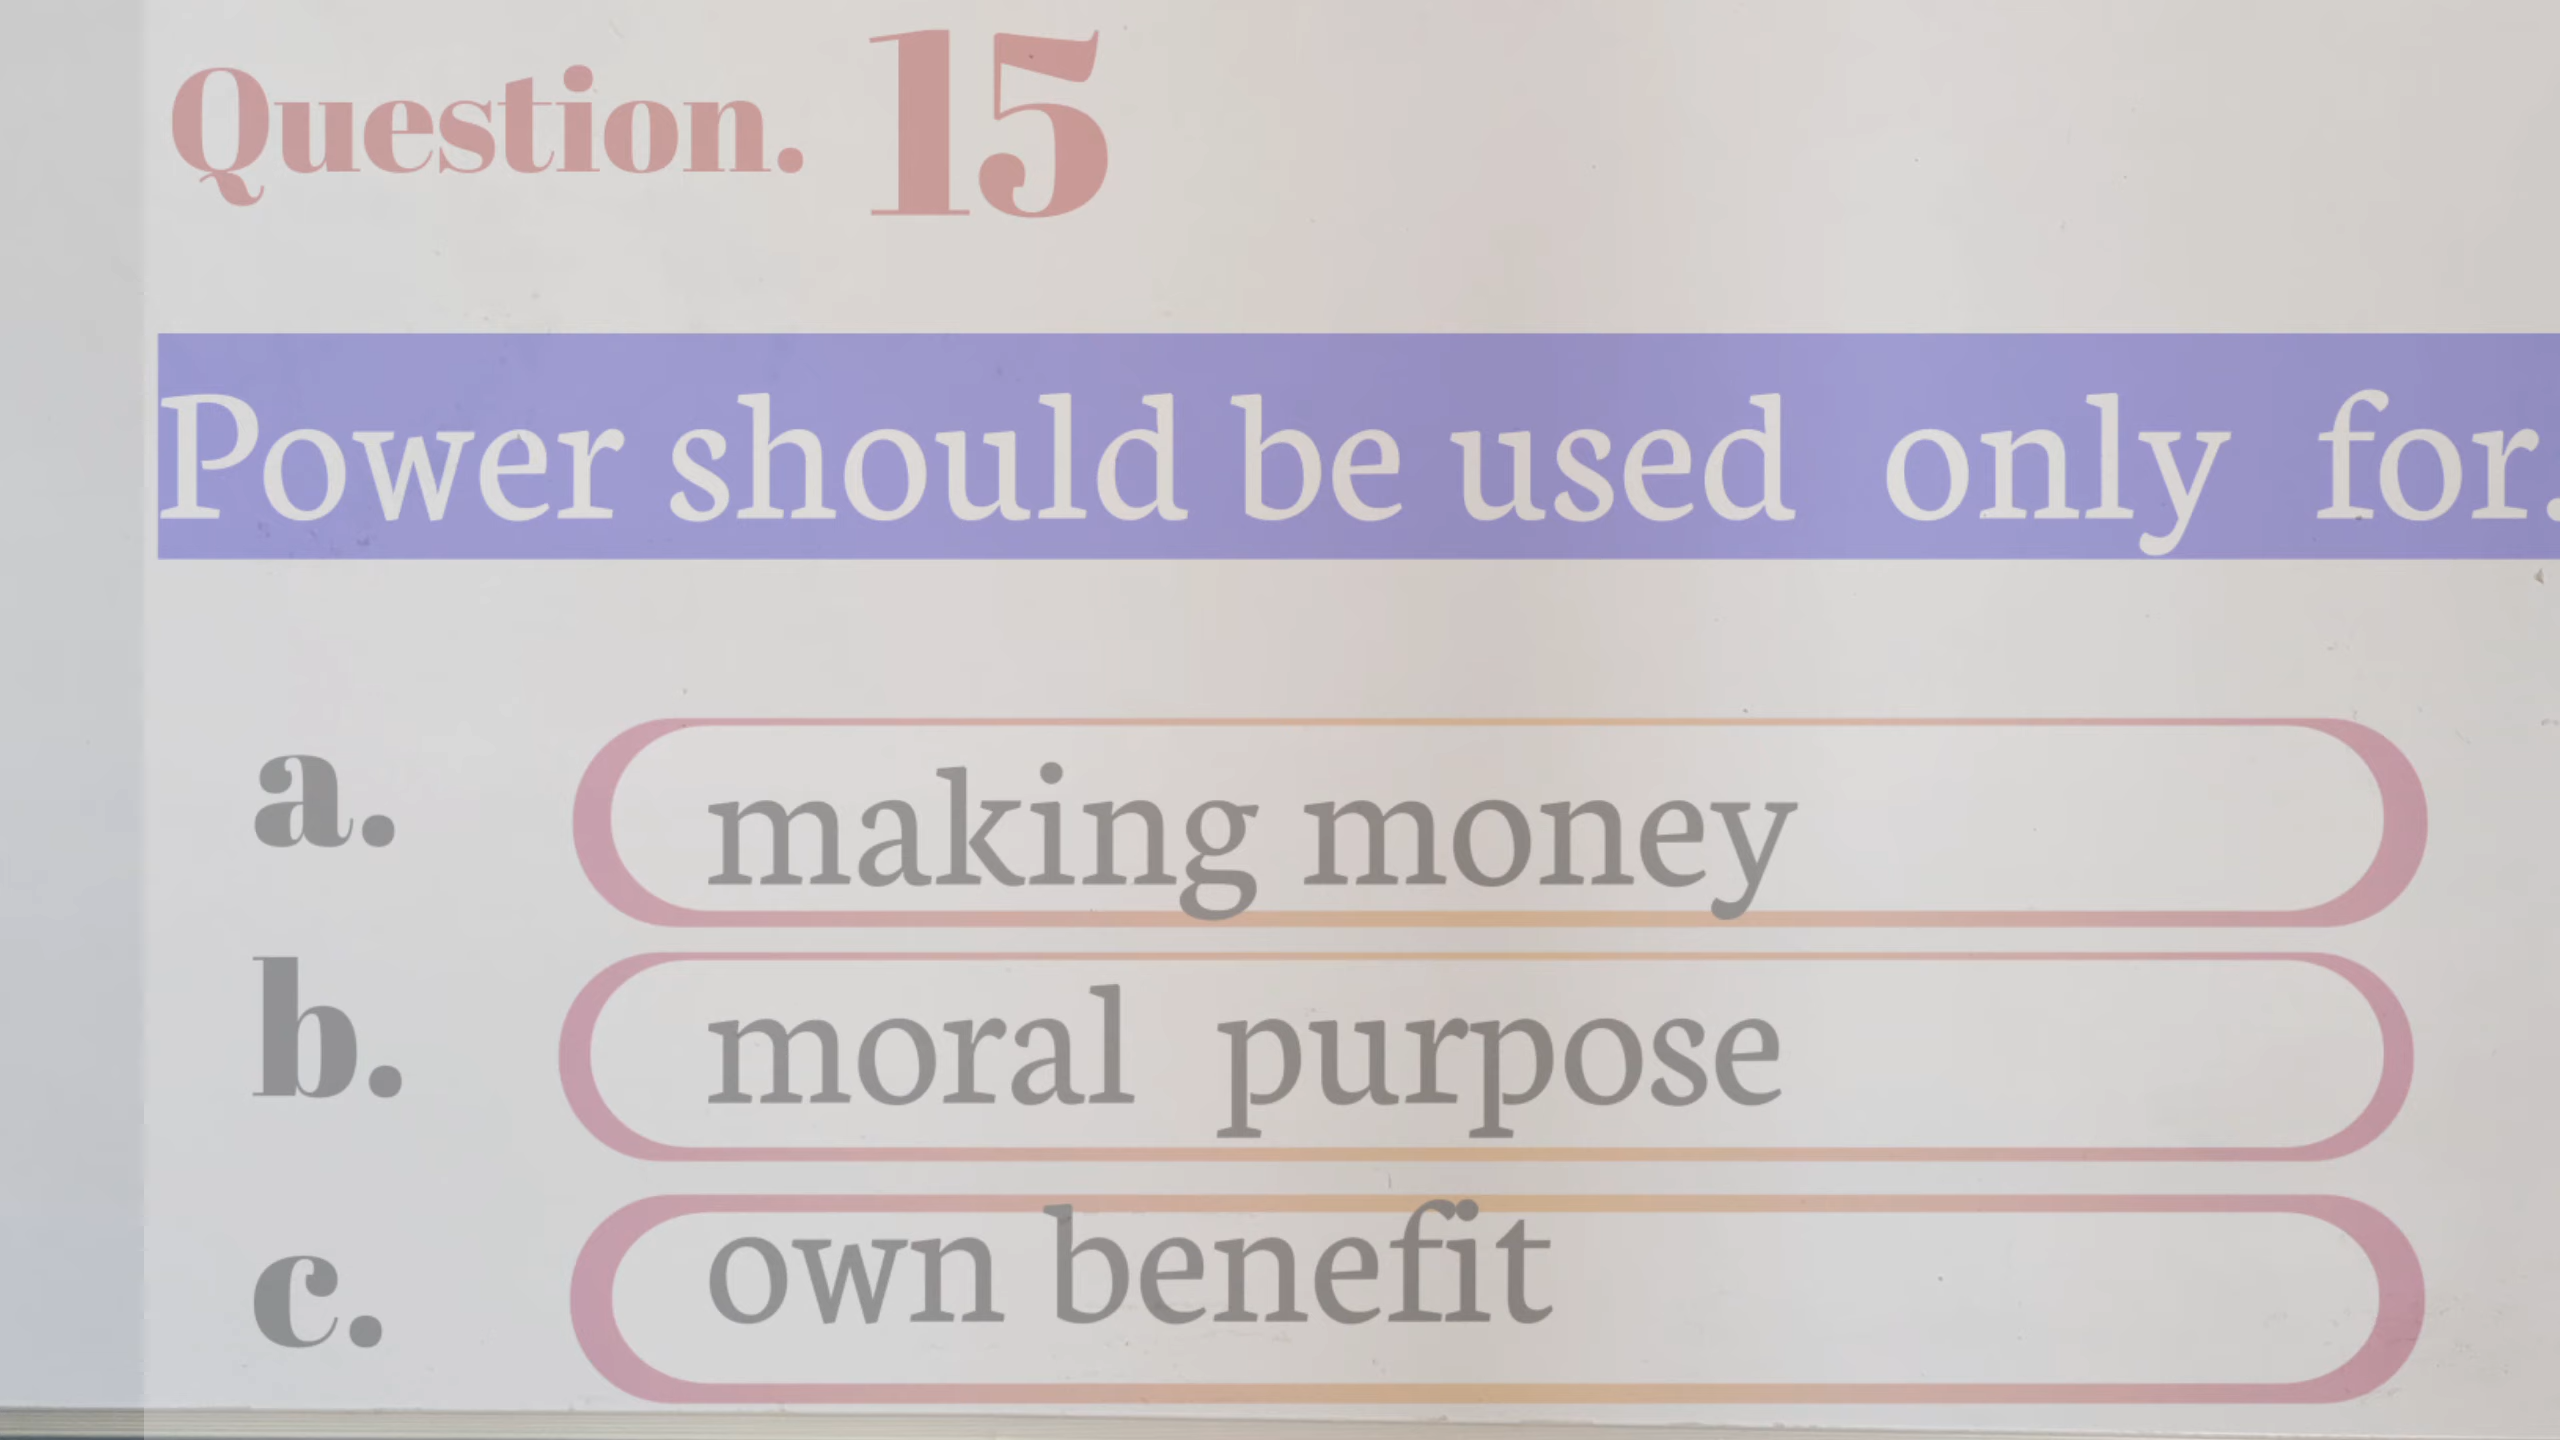 Question. 15
Power should be used only for.
a. making money
b. moral purpose
c. own benefit